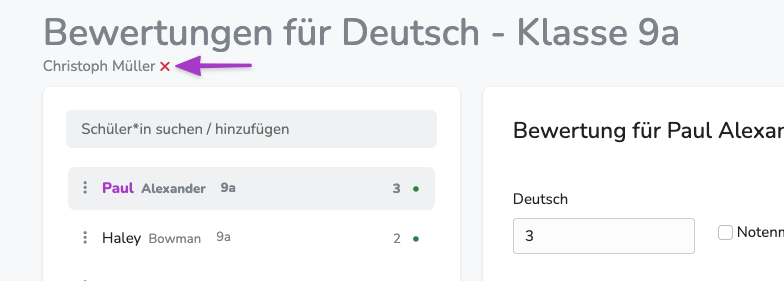 Bewertungen für Deutsch - Klasse 9a
Christoph Müller
Schüler*in suchen / hinzufügen
Paul Alexander 9a 3
Haley Bowman 9a 2
Bewertung für Paul Alexan
Deutsch
3
Notenm